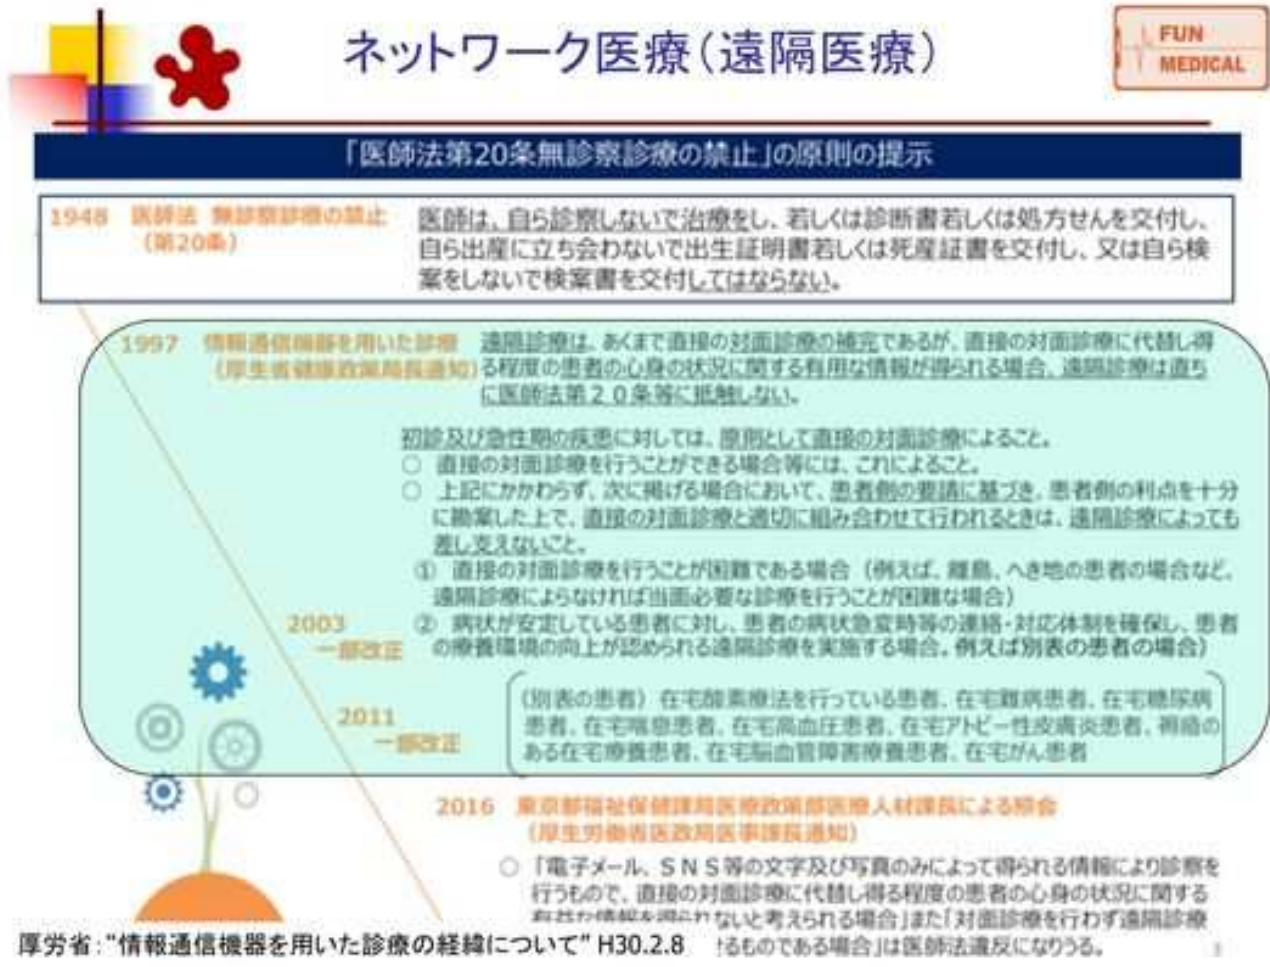 ネットワーク医療(遠隔医療)
FUN
MEDICAL
「医師法第20条無診察診療の禁止」の原則の提示
1948 医師法 無診察診療の禁止
(第20条)
医師は、自ら診察しないで治療をし、若しくは診断書若しくは処方せんを交付し、
自ら出産に立ち会わないで出生証明書若しくは死産証書を交付し、又は自ら検
案をしないで検案書を交付してはならない。
1997 情報通信機器を用いた診療
(厚生省健康政策局長通知)
遠隔診療は、あくまで直接の対面診療の補完であるが、直接の対面診療に代替し得
る程度の患者の心身の状況に関する有用な情報が得られる場合、遠隔診療は直ち
に医師法第20条等に抵触しない。
初診及び急性期の疾患に対しては、原則として直接の対面診療によること。
○ 直接の対面診療を行うことができる場合等には、これによること。
○ 上記にかかわらず、次に掲げる場合において、患者側の要請に基づき、患者側の利点を十分
に勘案した上で、直接の対面診療と適切に組み合わせて行われるときは、遠隔診療によっても
差し支えないこと。
① 直接の対面診療を行うことが困難である場合(例えば、離島、へき地の患者の場合など、
遠隔診療によらなければ当面必要な診療を行うことが困難な場合)
2003
一部改正
② 病状が安定している患者に対し、患者の病状急変時等の連絡・対応体制を確保し、患者
の療養環境の向上が認められる遠隔診療を実施する場合。例えば別表の患者の場合)
2011
一部改正
(別表の患者)在宅酸素療法を行っている患者、在宅難病患者、在宅糖尿病
患者、在宅喘息患者、在宅高血圧患者、在宅アトピー性皮膚炎患者、褥瘡の
ある在宅療養患者、在宅脳血管障害療養患者、在宅がん患者
2016 東京都福祉保健課局医療政策部医療人材課長による照会
(厚生労働省医政局医事課長通知)
○ 「電子メール、SNS等の文字及び写真のみによって得られる情報により診察を
行うもので、直接の対面診療に代替し得る程度の患者の心身の状況に関する
有益な情報を得られないと考えられる場合」また「対面診療を行わず遠隔診療
けるものである場合」は医師法違反になりうる。
厚労省:“情報通信機器を用いた診療の経緯について” H30.2.8